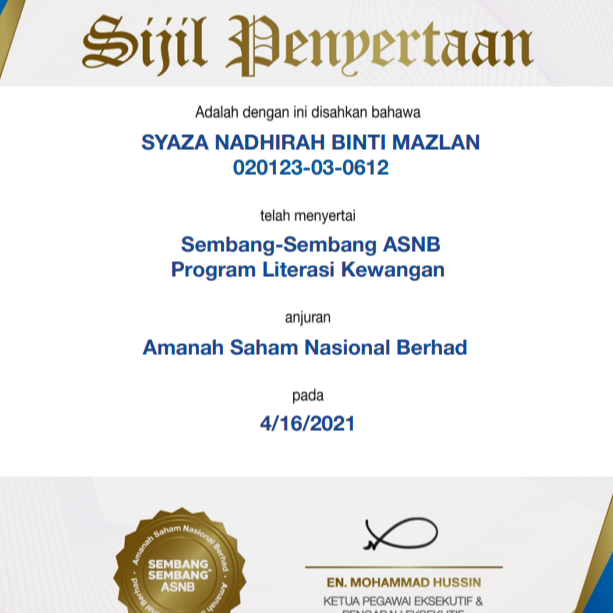 Sijil Penyertaan
Adalah dengan ini disahkan bahawa
SYAZA NADHIRAH BINTI MAZLAN
020123-03-0612
telah menyertai
Sembang-Sembang ASNB
Program Literasi Kewangan
anjuran
Amanah Saham Nasional Berhad
pada
4/16/2021
Amanah Saham Nasional Berhad
SEMBANG
SEMBANG
ASNB
EN. MOHAMMAD HUSSIN
KETUA PEGAWAI EKSEKUTIF &
PENGARAH EKSEKUTIF